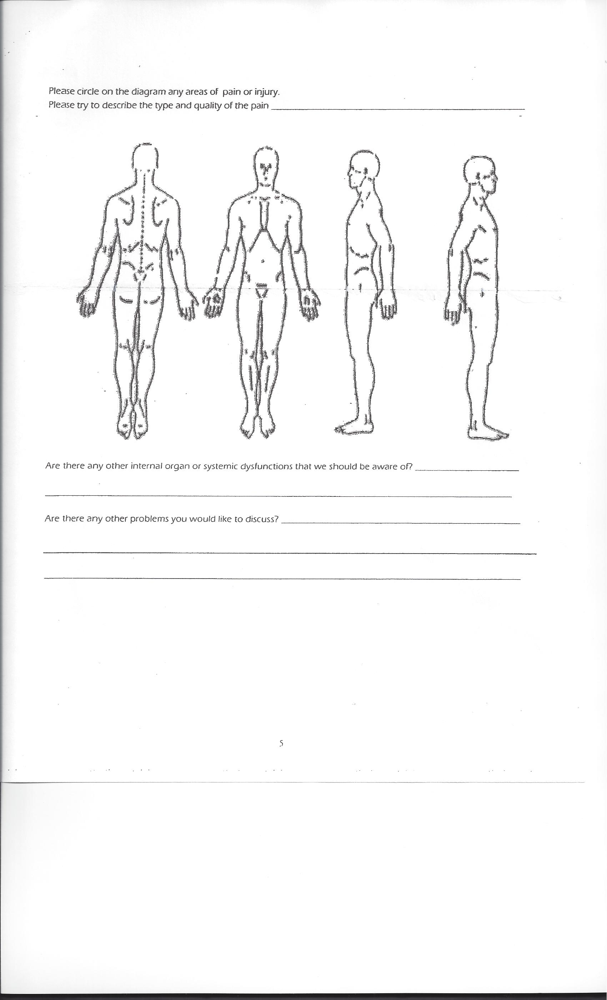 Please circle on the diagram any areas of pain or injury.
Please try to describe the type and quality of the pain
Are there any other internal organ or systemic dysfunctions that we should be aware of?
Are there any other problems you would like to discuss?
5